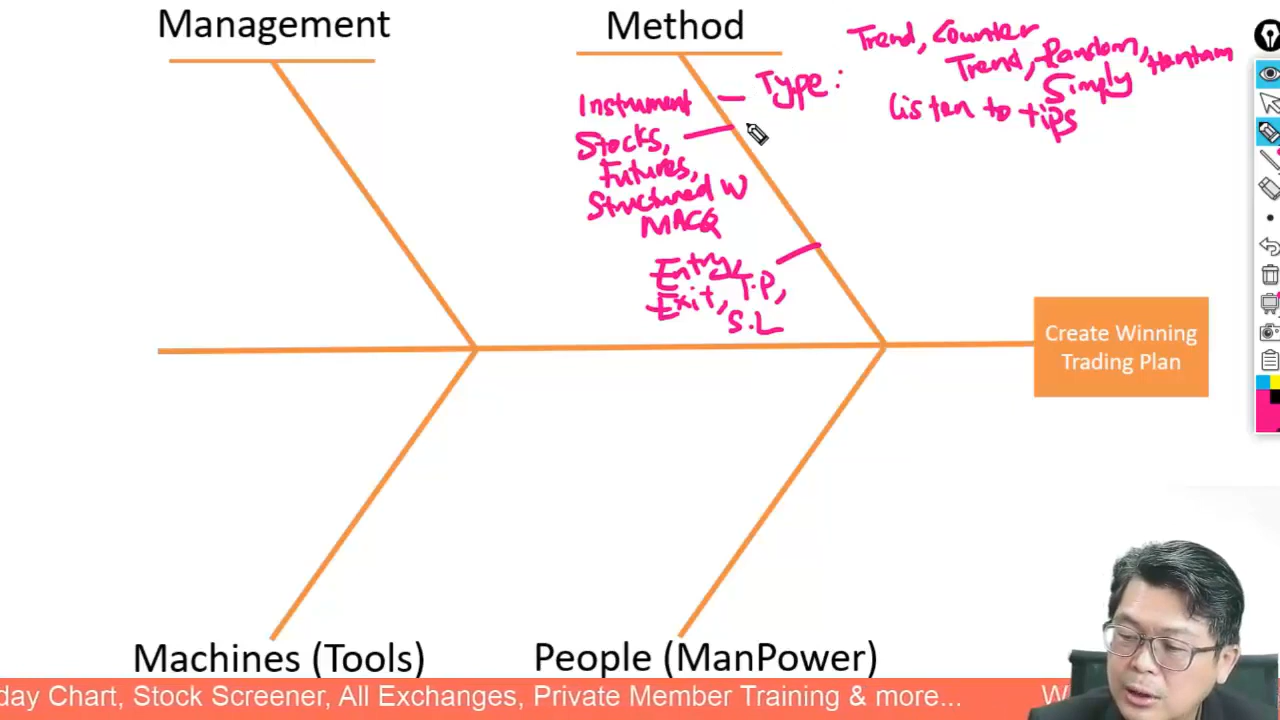 Management
Method
Type:
Trend, Counter
Trend, Random,
Simply Hantam
listen to tips
Instrument
Stocks,
Futures,
Structured W
MACQ
Entry, T.P,
Exit, S.L
Create Winning
Trading Plan
Machines (Tools)
People (ManPower)
day Chart, Stock Screener, All Exchanges, Private Member Training & more...
W